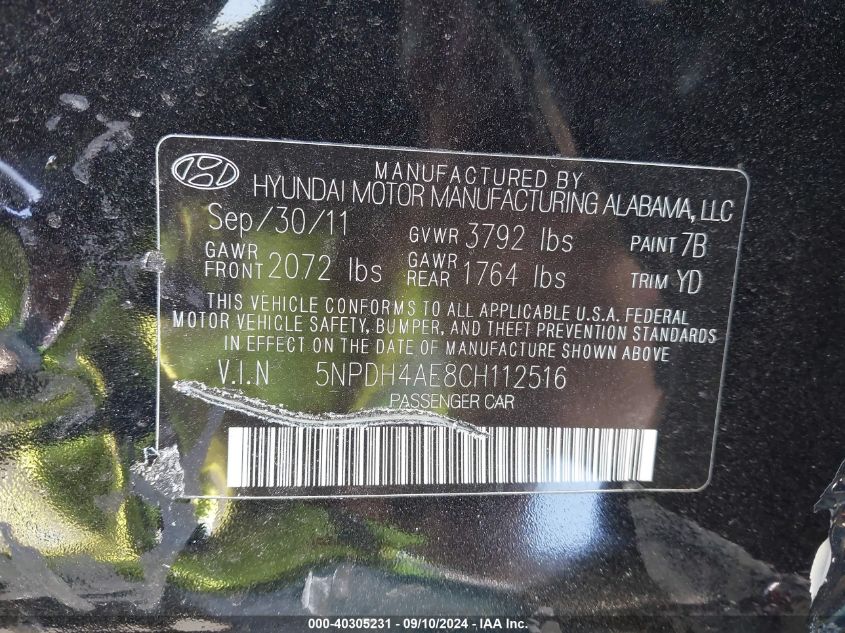 MANUFACTURED BY
HYUNDAI MOTOR MANUFACTURING ALABAMA, LLC
Sep/30/11 GVWR 3792 lbs PAINT 7B
GAWR FRONT 2072 lbs GAWR REAR 1764 lbs TRIM YD
THIS VEHICLE CONFORMS TO ALL APPLICABLE U.S.A. FEDERAL
MOTOR VEHICLE SAFETY, BUMPER, AND THEFT PREVENTION STANDARDS
IN EFFECT ON THE DATE OF MANUFACTURE SHOWN ABOVE
V.I.N 5NPDH4AE8CH112516
PASSENGER CAR
000-40305231 - 09/10/2024 - IAA Inc.